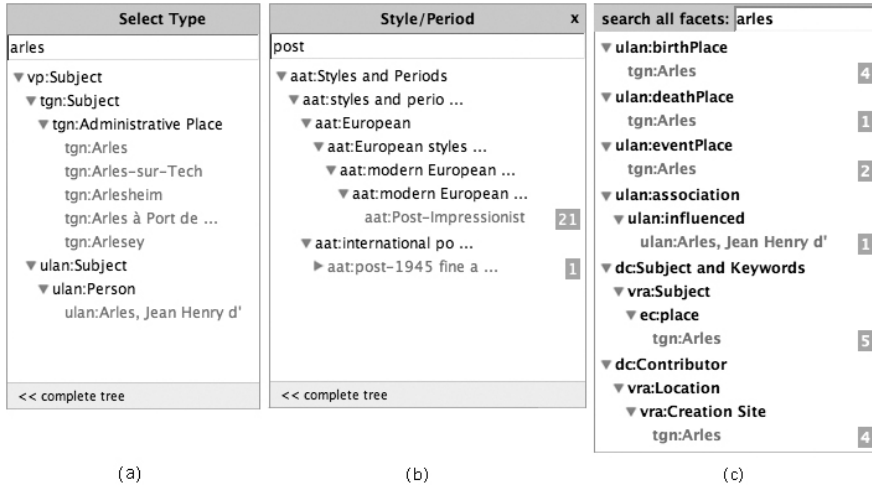 Select Type
arles
vp:Subject
tgn:Subject
tgn:Administrative Place
tgn:Arles
tgn:Arles-sur-Tech
tgn:Arlesheim
tgn:Arles à Port de ...
tgn:Arlesey
ulan:Subject
ulan:Person
ulan:Arles, Jean Henry d'
<< complete tree
(a)
Style/Period x
post
aat:Styles and Periods
aat:styles and perio ...
aat:European
aat:European styles ...
aat:modern European ...
aat:modern European ...
aat:Post-Impressionist 21
aat:international po ...
aat:post-1945 fine a ... 1
<< complete tree
(b)
search all facets: arles
ulan:birthPlace
tgn:Arles 4
ulan:deathPlace
tgn:Arles 1
ulan:eventPlace
tgn:Arles 2
ulan:association
ulan:influenced
ulan:Arles, Jean Henry d' 1
dc:Subject and Keywords
vra:Subject
ec:place
tgn:Arles 5
dc:Contributor
vra:Location
vra:Creation Site
tgn:Arles 4
(c)